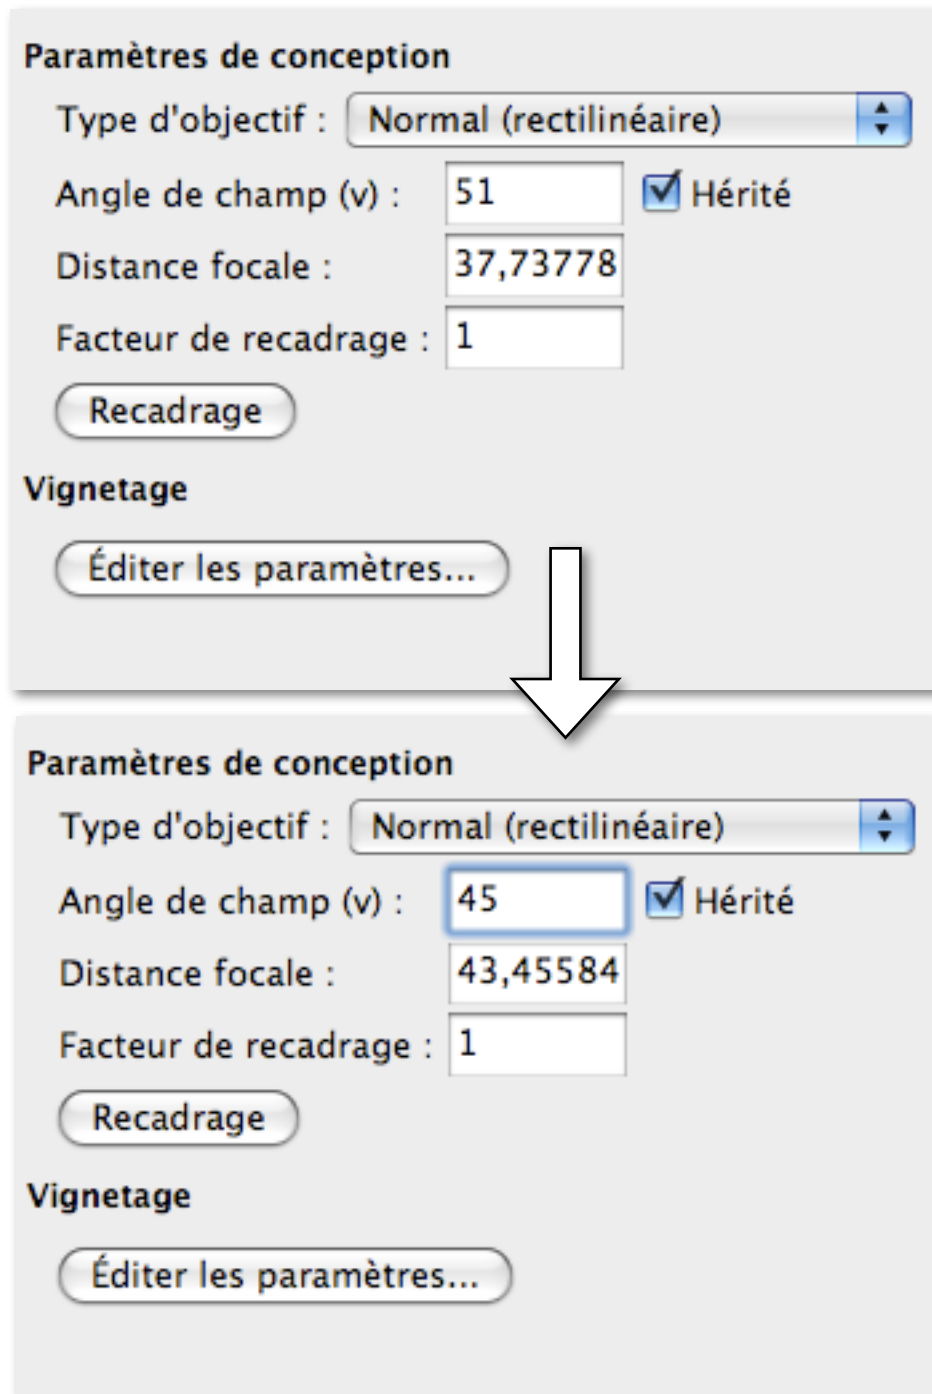 Paramètres de conception
Type d'objectif : Normal (rectilinéaire)
Angle de champ (v) : 51 Hérité
Distance focale : 37,73778
Facteur de recadrage : 1
Recadrage
Vignetage
Éditer les paramètres...
Paramètres de conception
Type d'objectif : Normal (rectilinéaire)
Angle de champ (v) : 45 Hérité
Distance focale : 43,45584
Facteur de recadrage : 1
Recadrage
Vignetage
Éditer les paramètres...